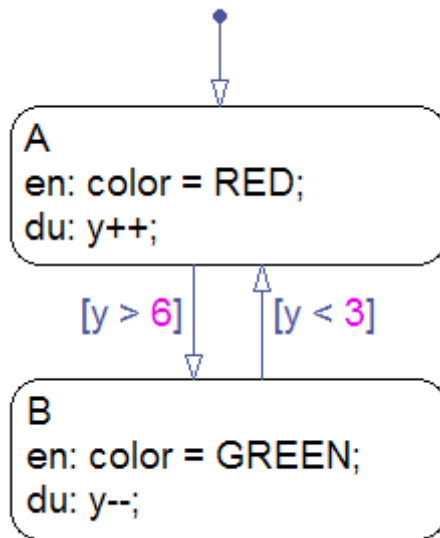 A
en: color = RED;
du: y++;
[y > 6] [y < 3]
B
en: color = GREEN;
du: y--;